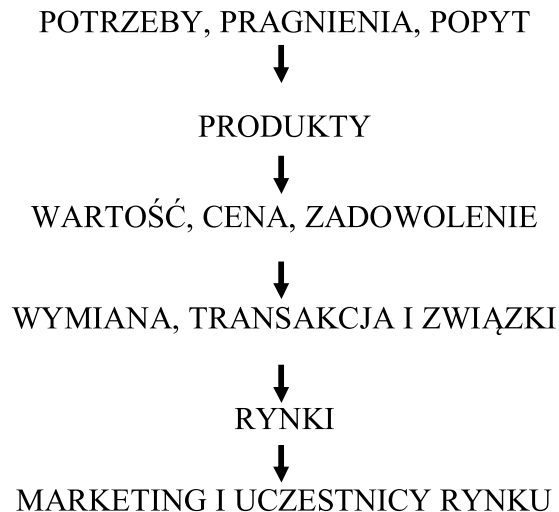 POTRZEBY, PRAGNIENIA, POPYT
PRODUKTY
WARTOŚĆ, CENA, ZADOWOLENIE
WYMIANA, TRANSAKCJA I ZWIĄZKI
RYNKI
MARKETING I UCZESTNICY RYNKU